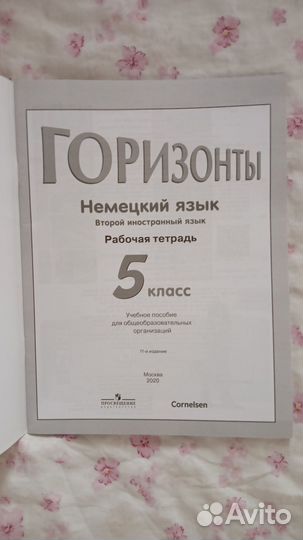 ГОРИЗОНТЫ
Немецкий язык
Второй иностранный язык
Рабочая тетрадь
5 класс
Учебное пособие
для общеобразовательных
организаций
11-е издание
Москва
2020
ПРОСВЕЩЕНИЕ
ИЗДАТЕЛЬСТВО
Cornelsen
Avito